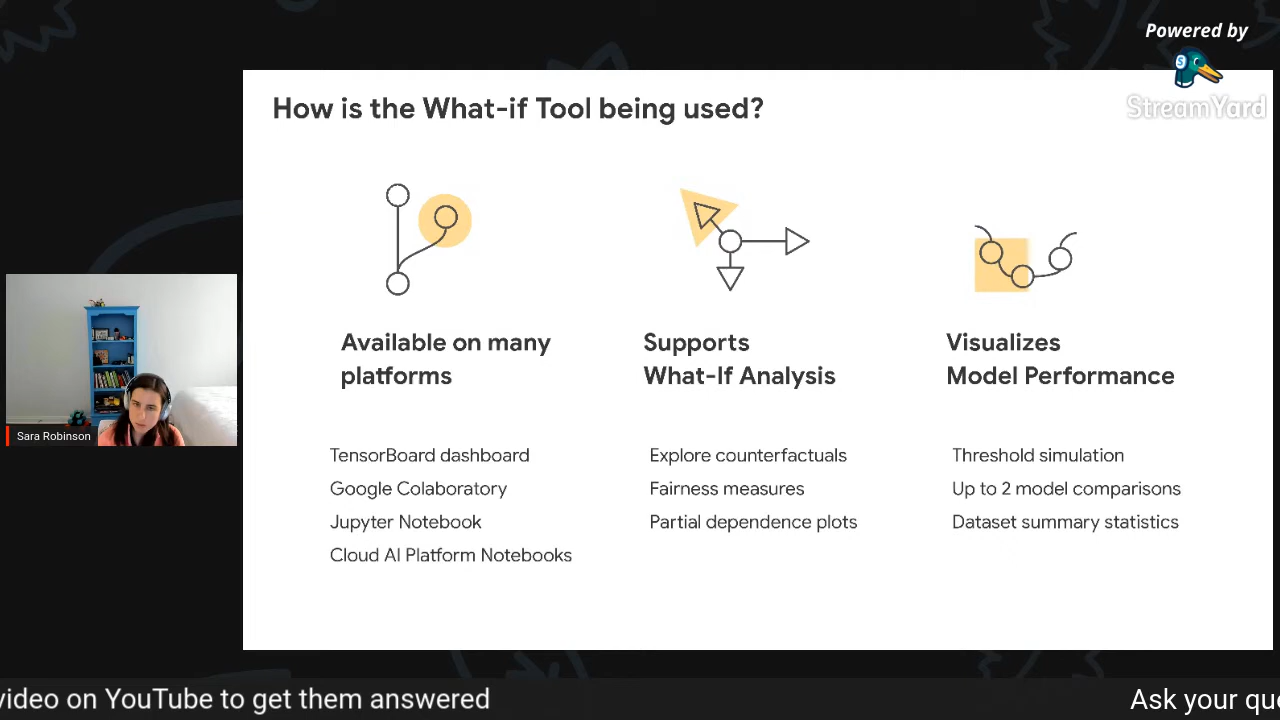 Powered by
StreamYard
How is the What-if Tool being used?
Available on many
platforms
TensorBoard dashboard
Google Colaboratory
Jupyter Notebook
Cloud AI Platform Notebooks
Supports
What-If Analysis
Explore counterfactuals
Fairness measures
Partial dependence plots
Visualizes
Model Performance
Threshold simulation
Up to 2 model comparisons
Dataset summary statistics
Sara Robinson
video on YouTube to get them answered
Ask your que